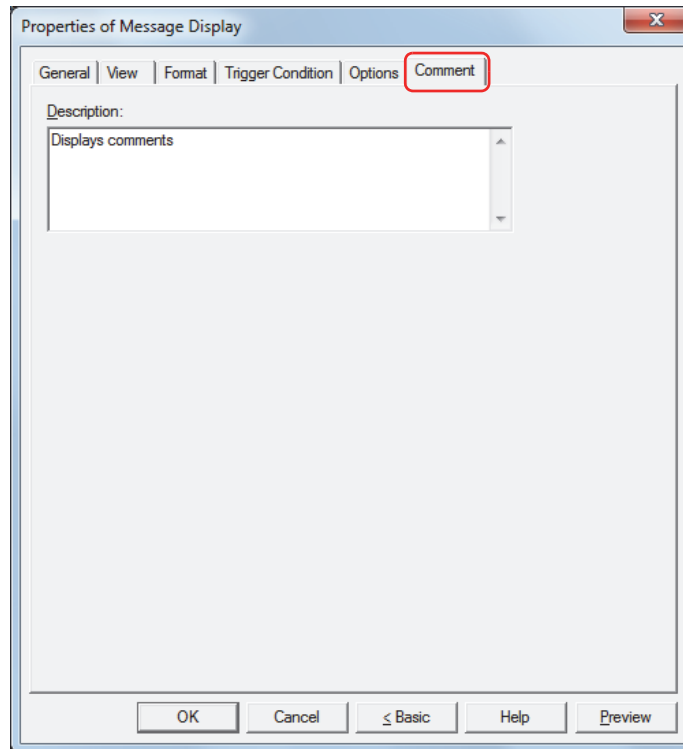 Properties of Message Display
General View Format Trigger Condition Options Comment
Description:
Displays comments
OK Cancel < Basic Help Preview